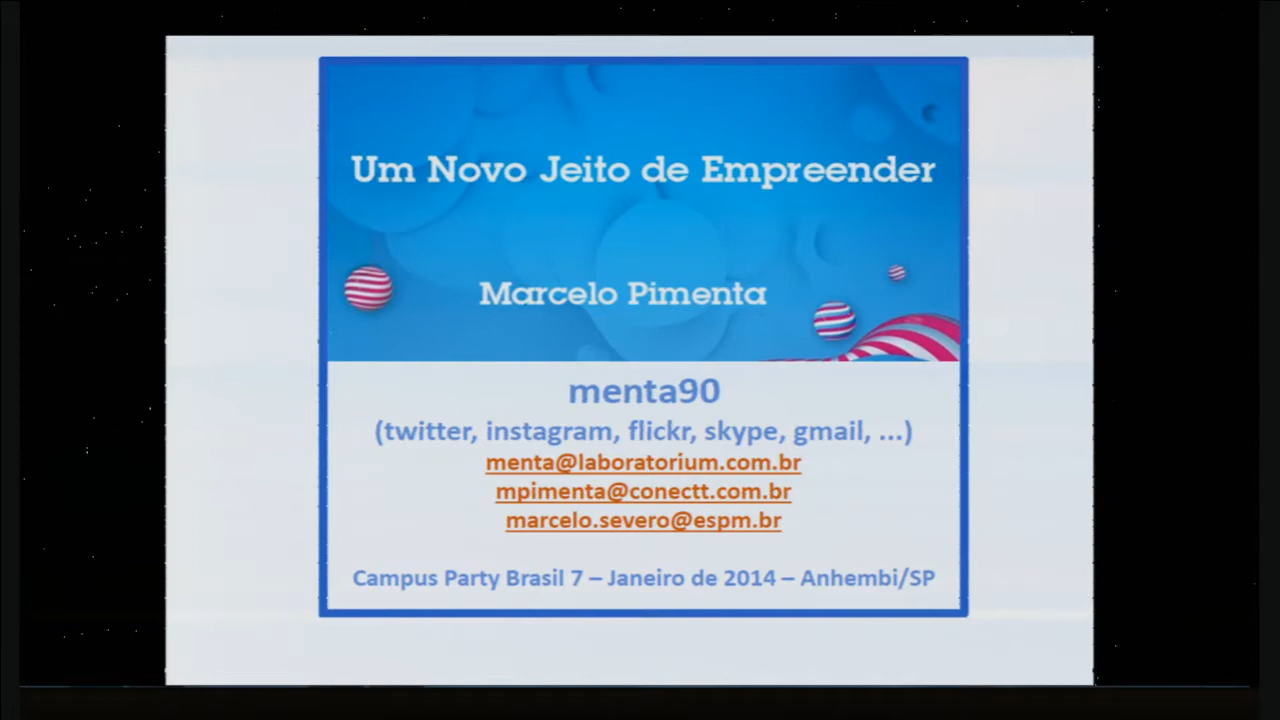 Um Novo Jeito de Empreender
Marcelo Pimenta
menta90
(twitter, instagram, flickr, skype, gmail, ...)
menta@laboratorium.com.br
mpimenta@conectt.com.br
marcelo.severo@espm.br
Campus Party Brasil 7 – Janeiro de 2014 – Anhembi/SP